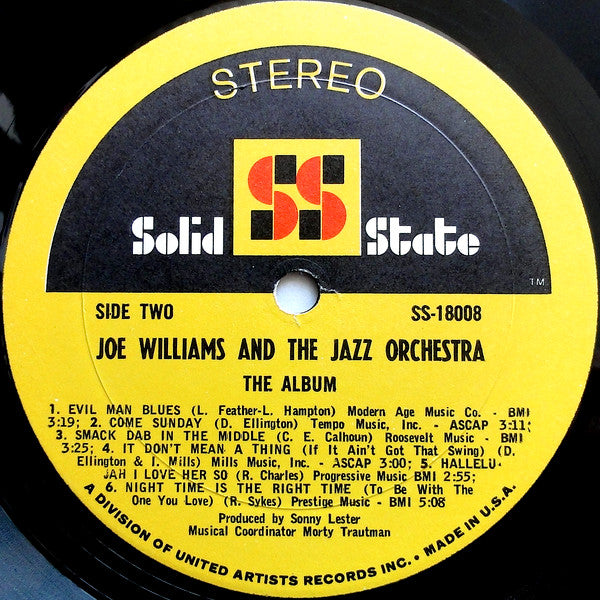 STEREO
SS
Solid State
TM
SIDE TWO SS-18008
JOE WILLIAMS AND THE JAZZ ORCHESTRA
THE ALBUM
1. EVIL MAN BLUES (L. Feather-L. Hampton) Modern Age Music Co. - BMI
3:19; 2. COME SUNDAY (D. Ellington) Tempo Music, Inc. - ASCAP 3:11;
3. SMACK DAB IN THE MIDDLE (C. E. Calhoun) Roosevelt Music - BMI
3:25; 4. IT DON'T MEAN A THING (If It Ain't Got That Swing) (D.
Ellington & I. Mills) Mills Music, Inc. - ASCAP 3:00; 5. HALLELU-
JAH I LOVE HER SO (R. Charles) Progressive Music BMI 2:55;
6. NIGHT TIME IS THE RIGHT TIME (To Be With The
One You Love) (R. Sykes) Prestige Music - BMI 5:08
Produced by Sonny Lester
Musical Coordinator Morty Trautman
A DIVISION OF UNITED ARTISTS RECORDS INC. • MADE IN U.S.A.